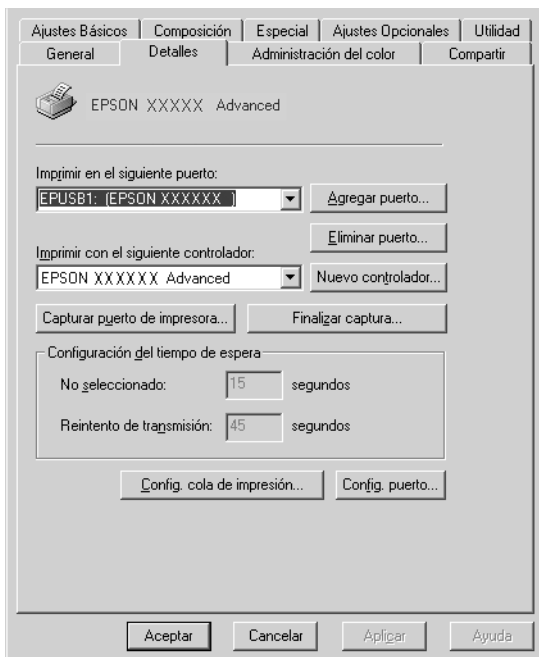 Ajustes Básicos Composición Especial Ajustes Opcionales Utilidad
General Detalles Administración del color Compartir
EPSON XXXXX Advanced
Imprimir en el siguiente puerto:
EPUSB1: (EPSON XXXXXX ) Agregar puerto...
Eliminar puerto...
Imprimir con el siguiente controlador:
EPSON XXXXXX Advanced Nuevo controlador...
Capturar puerto de impresora... Finalizar captura...
Configuración del tiempo de espera
No seleccionado: 15 segundos
Reintento de transmisión: 45 segundos
Config. cola de impresión... Config. puerto...
Aceptar Cancelar Aplicar Ayuda